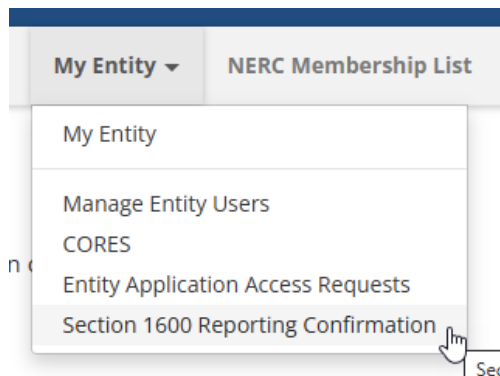 My Entity NERC Membership List
My Entity
Manage Entity Users
CORES
Entity Application Access Requests
Section 1600 Reporting Confirmation